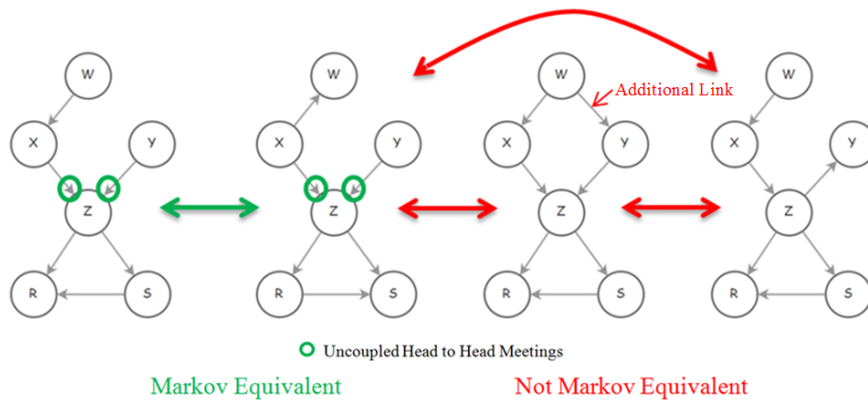 W
W
W
W
Additional Link
X
Y
X
Y
X
Y
X
Y
Z
Z
Z
Z
R
S
R
S
R
S
R
S
Uncoupled Head to Head Meetings
Markov Equivalent
Not Markov Equivalent